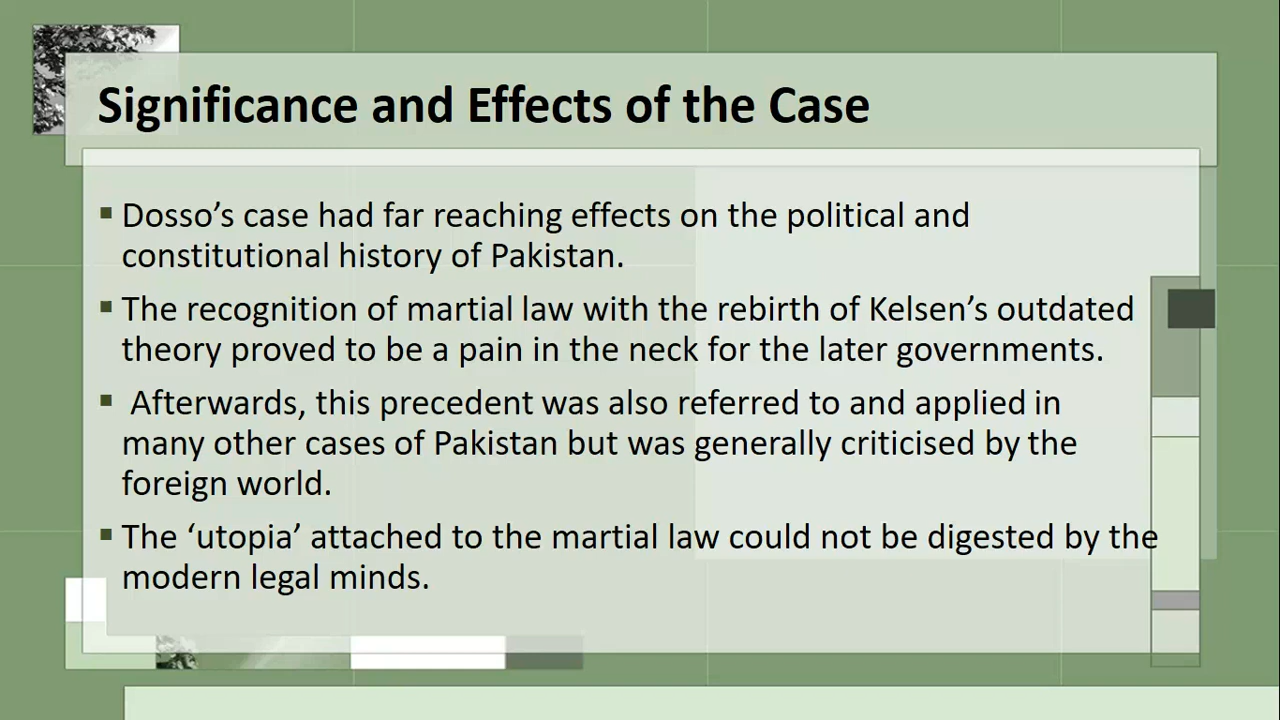 Significance and Effects of the Case
▪ Dosso’s case had far reaching effects on the political and
constitutional history of Pakistan.
▪ The recognition of martial law with the rebirth of Kelsen’s outdated
theory proved to be a pain in the neck for the later governments.
▪ Afterwards, this precedent was also referred to and applied in
many other cases of Pakistan but was generally criticised by the
foreign world.
▪ The ‘utopia’ attached to the martial law could not be digested by the
modern legal minds.